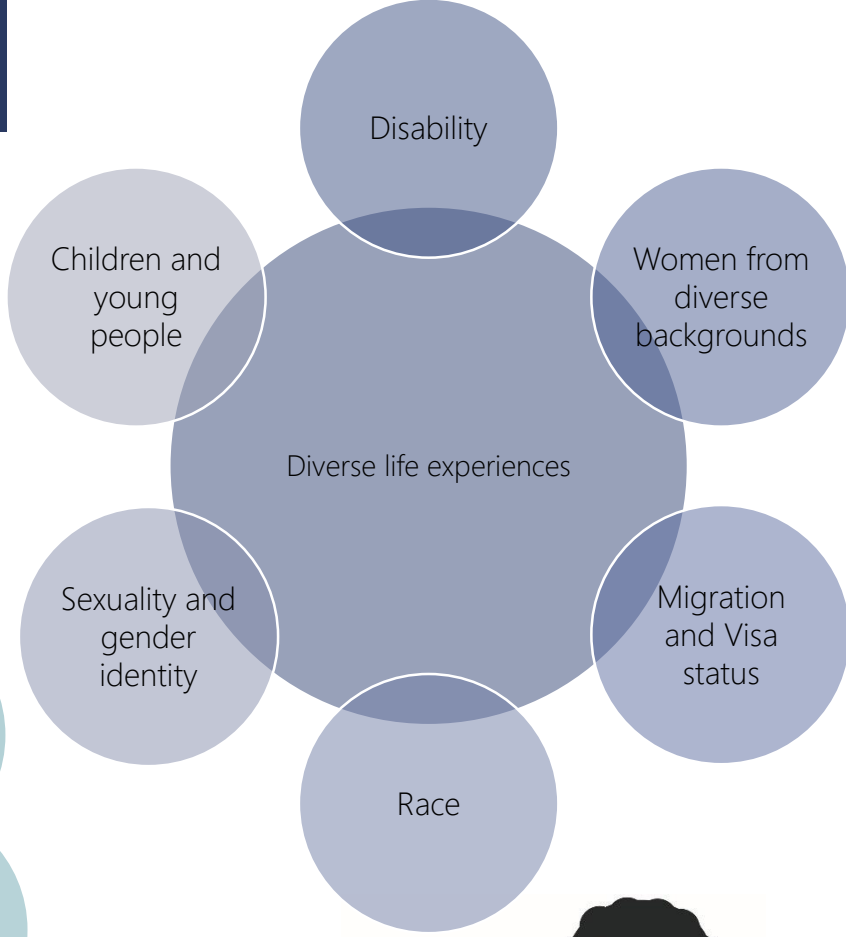 Disability
Children and
young
people
Women from
diverse
backgrounds
Diverse life experiences
Sexuality and
gender
identity
Migration
and Visa
status
Race